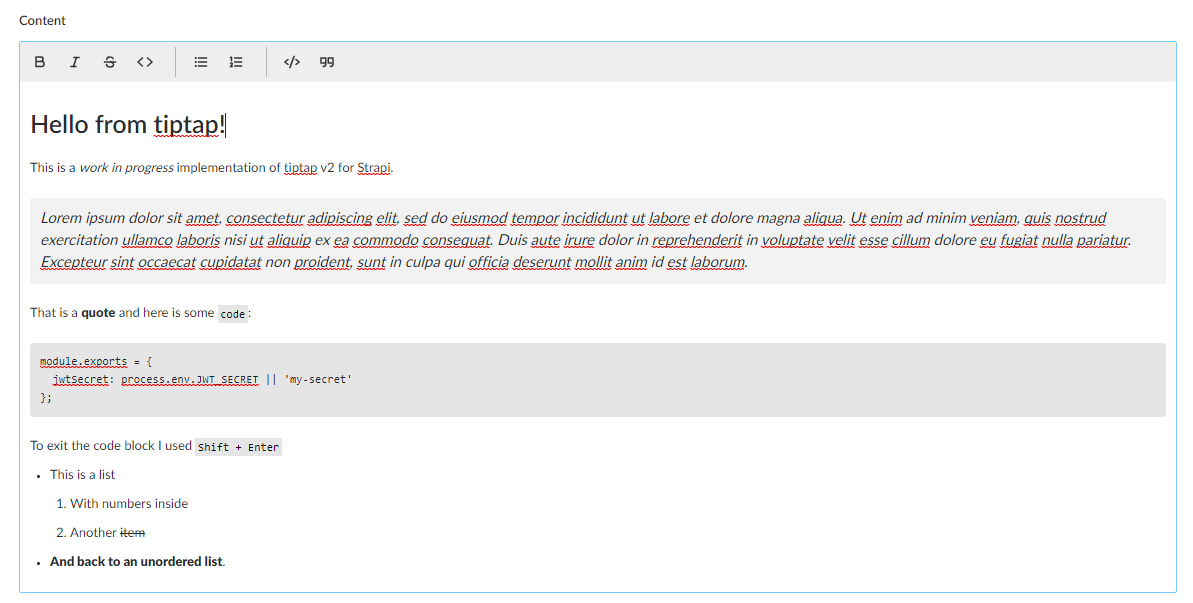 Content
B I S <> </> 99
Hello from tiptap!
This is a work in progress implementation of tiptap v2 for Strapi.
Lorem ipsum dolor sit amet, consectetur adipiscing elit, sed do eiusmod tempor incididunt ut labore et dolore magna aliqua. Ut enim ad minim veniam, quis nostrud
exercitation ullamco laboris nisi ut aliquip ex ea commodo consequat. Duis aute irure dolor in reprehenderit in voluptate velit esse cillum dolore eu fugiat nulla pariatur.
Excepteur sint occaecat cupidatat non proident, sunt in culpa qui officia deserunt mollit anim id est laborum.
That is a quote and here is some code:
module.exports = {
  jwtSecret: process.env.JWT_SECRET || 'my-secret'
};
To exit the code block I used Shift + Enter
• This is a list
1. With numbers inside
2. Another item
• And back to an unordered list.